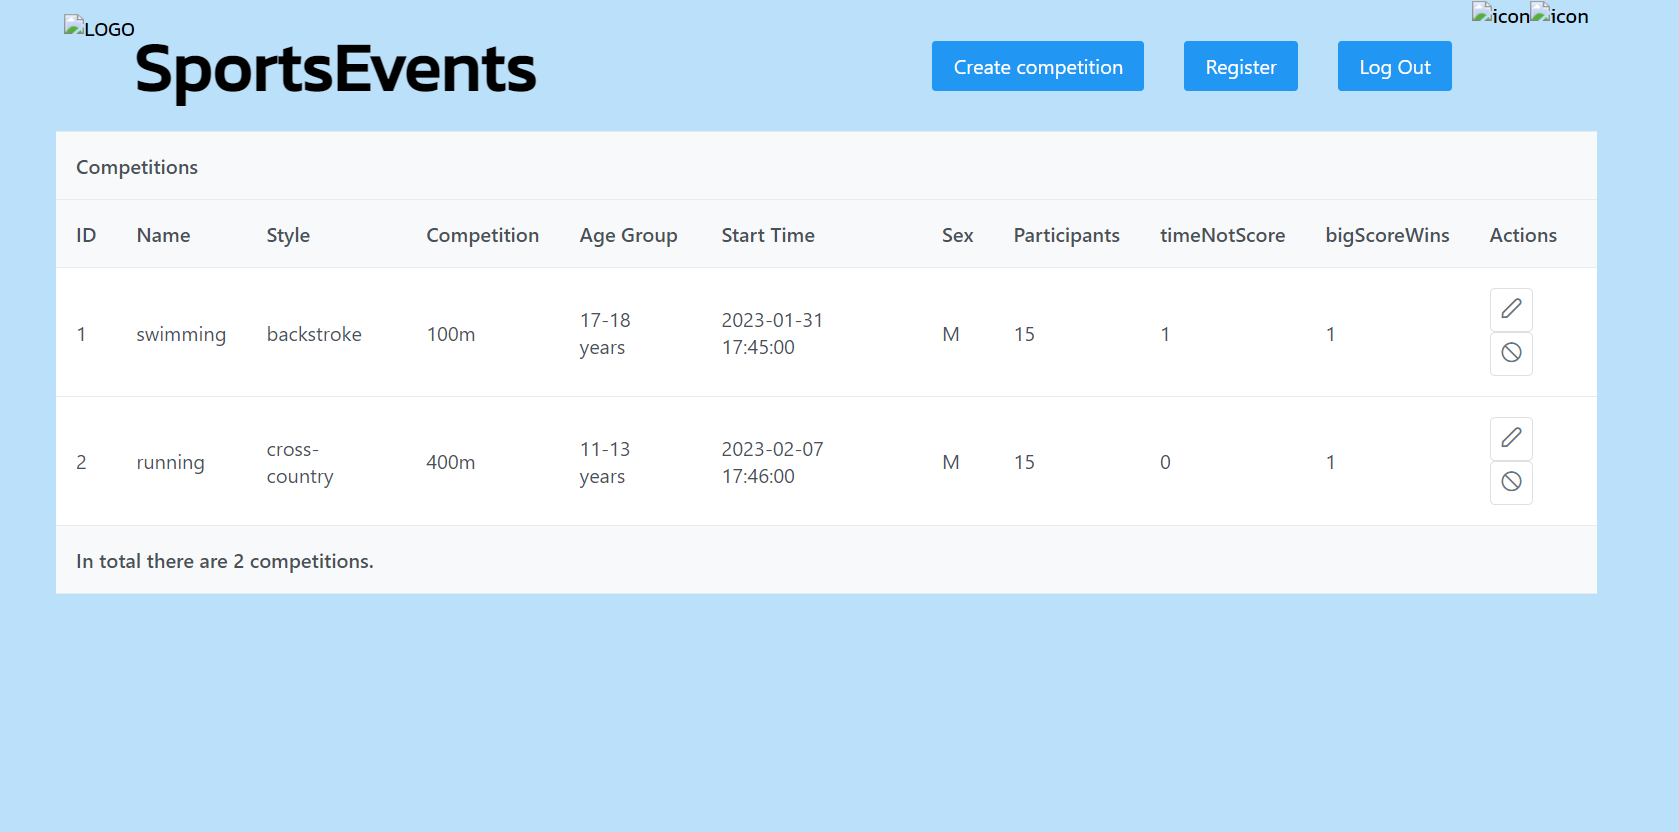 LOGO
icon icon
SportsEvents
Create competition Register Log Out
Competitions
ID Name Style Competition Age Group Start Time Sex Participants timeNotScore bigScoreWins Actions
1 swimming backstroke 100m 17-18 years 2023-01-31 17:45:00 M 15 1 1
2 running cross-country 400m 11-13 years 2023-02-07 17:46:00 M 15 0 1
In total there are 2 competitions.